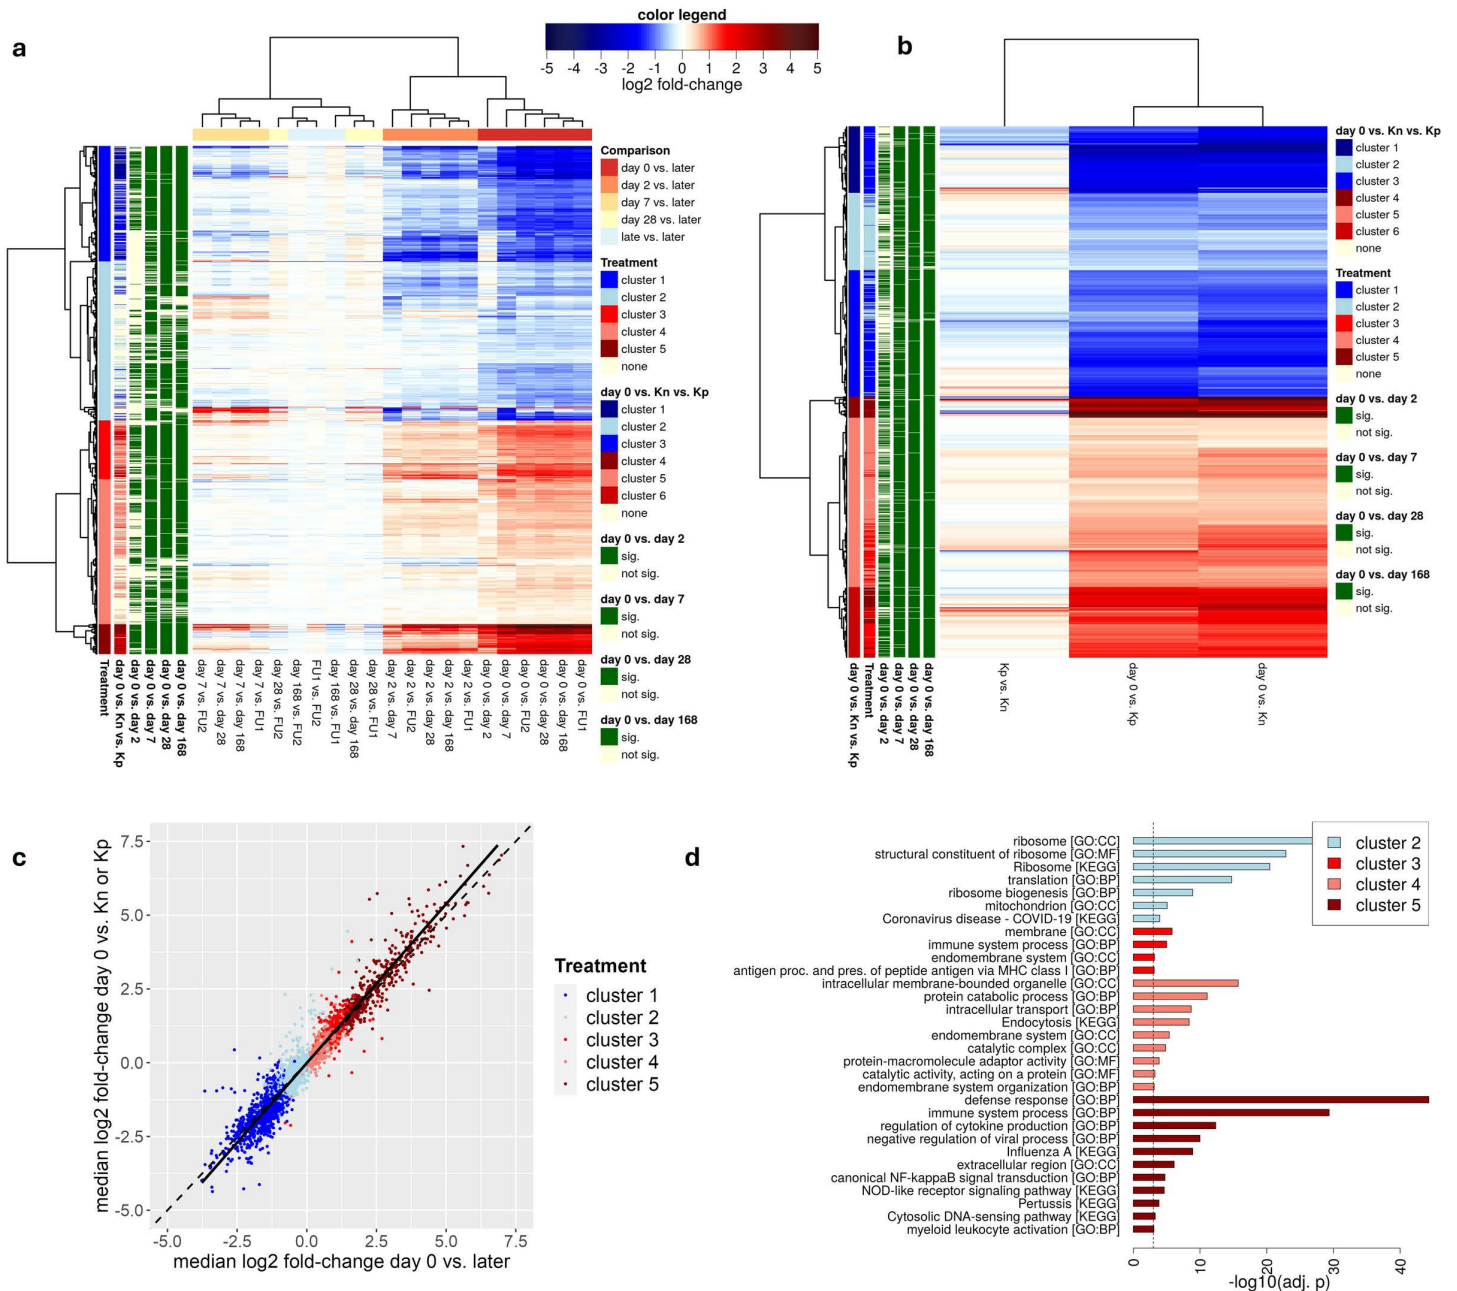 a
color legend
-5 -4 -3 -2 -1 0 1 2 3 4 5
log2 fold-change
Comparison
day 0 vs. later
day 2 vs. later
day 7 vs. later
day 28 vs. later
late vs. later
Treatment
cluster 1
cluster 2
cluster 3
cluster 4
cluster 5
none
day 0 vs. Kn vs. Kp
cluster 1
cluster 2
cluster 3
cluster 4
cluster 5
cluster 6
none
day 0 vs. day 2
sig.
not sig.
day 0 vs. day 7
sig.
not sig.
day 0 vs. day 28
sig.
not sig.
day 0 vs. day 168
sig.
not sig.
Treatment
day 0 vs. Kn vs. Kp
day 0 vs. day 2
day 0 vs. day 7
day 0 vs. day 28
day 0 vs. day 168
day 7 vs. FU2
day 7 vs. day 28
day 7 vs. day 168
day 7 vs. FU1
day 28 vs. FU2
day 168 vs. FU2
FU1 vs. FU2
day 168 vs. FU1
day 28 vs. day 168
day 28 vs. FU1
day 2 vs. day 7
day 2 vs. FU2
day 2 vs. day 28
day 2 vs. day 168
day 2 vs. FU1
day 0 vs. day 2
day 0 vs. day 7
day 0 vs. FU2
day 0 vs. day 28
day 0 vs. day 168
day 0 vs. FU1
b
day 0 vs. Kn vs. Kp
cluster 1
cluster 2
cluster 3
cluster 4
cluster 5
cluster 6
none
Treatment
cluster 1
cluster 2
cluster 3
cluster 4
cluster 5
none
day 0 vs. day 2
sig.
not sig.
day 0 vs. day 7
sig.
not sig.
day 0 vs. day 28
sig.
not sig.
day 0 vs. day 168
sig.
not sig.
day 0 vs. Kn vs. Kp
Treatment
day 0 vs. day 2
day 0 vs. day 7
day 0 vs. day 28
day 0 vs. day 168
Kp vs. Kn
day 0 vs. Kp
day 0 vs. Kn
c
median log2 fold-change day 0 vs. Kn or Kp
7.5
5.0
2.5
0.0
-2.5
-5.0
-5.0 -2.5 0.0 2.5 5.0 7.5
median log2 fold-change day 0 vs. later
Treatment
cluster 1
cluster 2
cluster 3
cluster 4
cluster 5
d
ribosome [GO:CC]
structural constituent of ribosome [GO:MF]
Ribosome [KEGG]
translation [GO:BP]
ribosome biogenesis [GO:BP]
mitochondrion [GO:CC]
Coronavirus disease - COVID-19 [KEGG]
membrane [GO:CC]
immune system process [GO:BP]
endomembrane system [GO:CC]
antigen proc. and pres. of peptide antigen via MHC class I [GO:BP]
intracellular membrane-bounded organelle [GO:CC]
protein catabolic process [GO:BP]
intracellular transport [GO:BP]
Endocytosis [KEGG]
endomembrane system [GO:CC]
catalytic complex [GO:CC]
protein-macromolecule adaptor activity [GO:MF]
catalytic activity, acting on a protein [GO:MF]
endomembrane system organization [GO:BP]
defense response [GO:BP]
immune system process [GO:BP]
regulation of cytokine production [GO:BP]
negative regulation of viral process [GO:BP]
Influenza A [KEGG]
extracellular region [GO:CC]
canonical NF-kappaB signal transduction [GO:BP]
NOD-like receptor signaling pathway [KEGG]
Pertussis [KEGG]
Cytosolic DNA-sensing pathway [KEGG]
myeloid leukocyte activation [GO:BP]
cluster 2
cluster 3
cluster 4
cluster 5
0 10 20 30 40
-log10(adj. p)